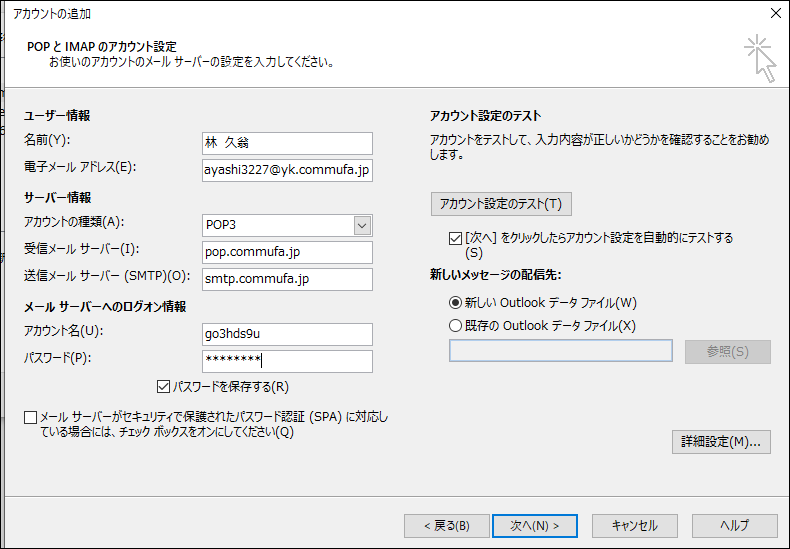 アカウントの追加
POP と IMAP のアカウント設定
お使いのアカウントのメール サーバーの設定を入力してください。
ユーザー情報
名前(Y):
林 久翁
電子メール アドレス(E):
ayashi3227@yk.commufa.jp
サーバー情報
アカウントの種類(A):
POP3
受信メール サーバー(I):
pop.commufa.jp
送信メール サーバー (SMTP)(O):
smtp.commufa.jp
メール サーバーへのログオン情報
アカウント名(U):
go3hds9u
パスワード(P):
********
パスワードを保存する(R)
メール サーバーがセキュリティで保護されたパスワード認証 (SPA) に対応し
ている場合には、チェック ボックスをオンにしてください(Q)
アカウント設定のテスト
アカウントをテストして、入力内容が正しいかどうかを確認することをお勧め
します。
アカウント設定のテスト(T)
[次へ] をクリックしたらアカウント設定を自動的にテストする
(S)
新しいメッセージの配信先:
新しい Outlook データ ファイル(W)
既存の Outlook データ ファイル(X)
参照(S)
詳細設定(M)...
< 戻る(B)
次へ(N) >
キャンセル
ヘルプ